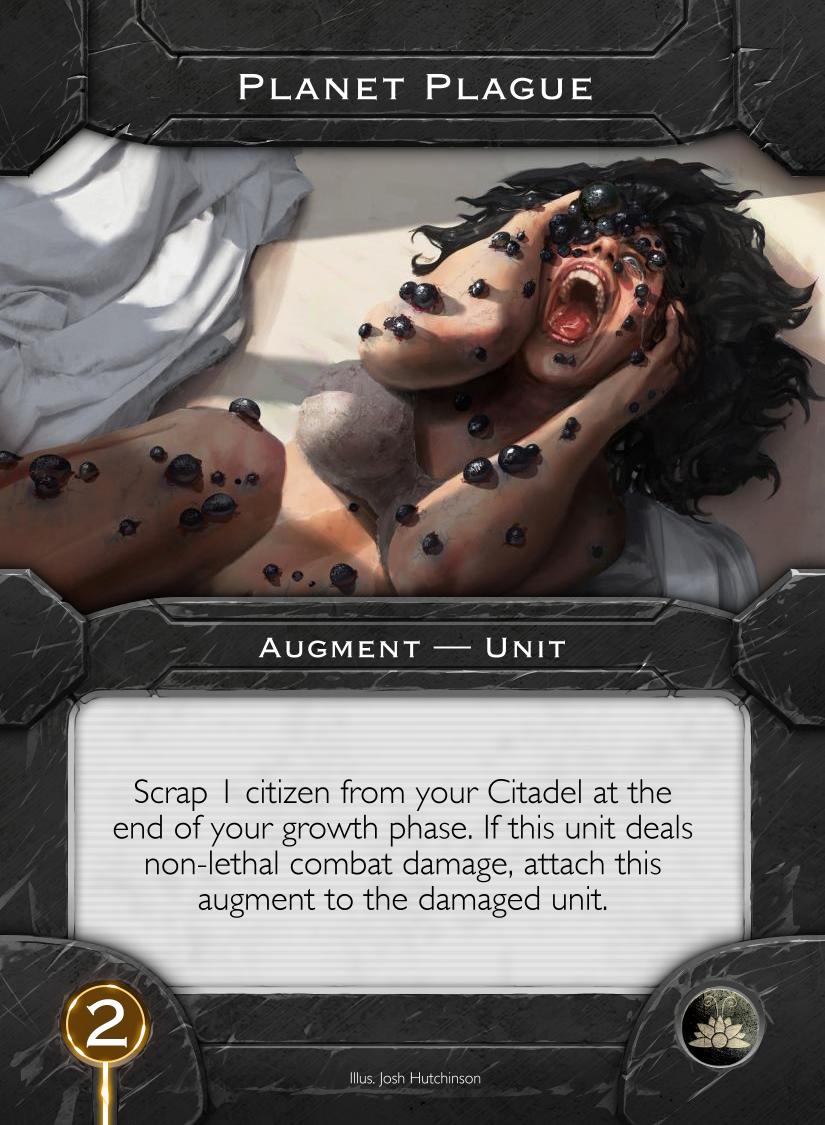 Planet Plague
Augment — Unit
Scrap 1 citizen from your Citadel at the
end of your growth phase. If this unit deals
non-lethal combat damage, attach this
augment to the damaged unit.
2
Illus. Josh Hutchinson